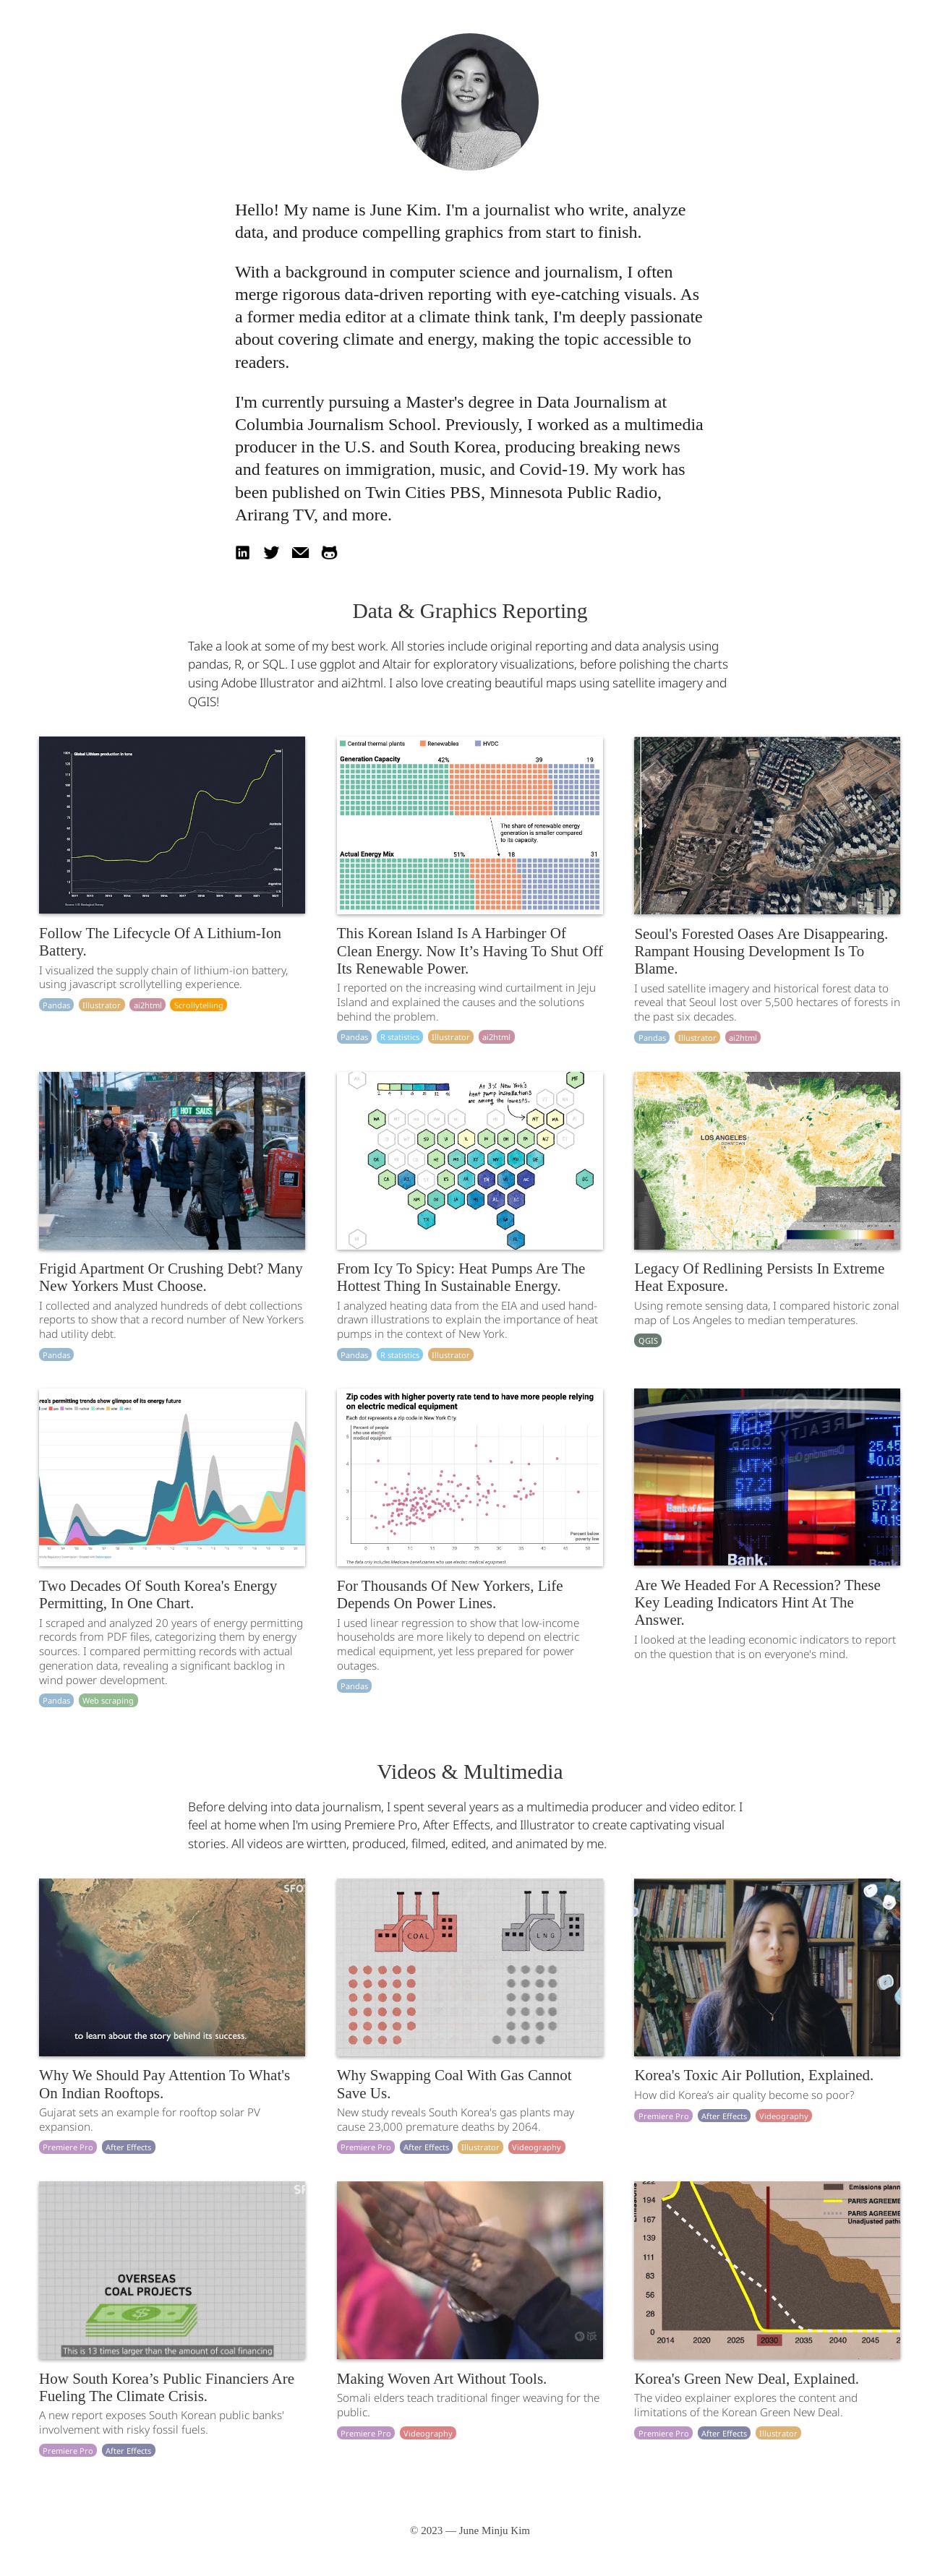 Hello! My name is June Kim. I'm a journalist who write, analyze
data, and produce compelling graphics from start to finish.
With a background in computer science and journalism, I often
merge rigorous data-driven reporting with eye-catching visuals. As
a former media editor at a climate think tank, I'm deeply passionate
about covering climate and energy, making the topic accessible to
readers.
I'm currently pursuing a Master's degree in Data Journalism at
Columbia Journalism School. Previously, I worked as a multimedia
producer in the U.S. and South Korea, producing breaking news
and features on immigration, music, and Covid-19. My work has
been published on Twin Cities PBS, Minnesota Public Radio,
Arirang TV, and more.
Data & Graphics Reporting
Take a look at some of my best work. All stories include original reporting and data analysis using
pandas, R, or SQL. I use ggplot and Altair for exploratory visualizations, before polishing the charts
using Adobe Illustrator and ai2html. I also love creating beautiful maps using satellite imagery and
QGIS!
Global Lithium production in tons
Follow The Lifecycle Of A Lithium-Ion
Battery.
I visualized the supply chain of lithium-ion battery,
using javascript scrollytelling experience.
Pandas Illustrator ai2html Scrollytelling
Central thermal plants Renewables HVDC
Generation Capacity 42% 39 19
The share of renewable energy
generation is smaller compared
to its capacity.
Actual Energy Mix 51% 18 31
This Korean Island Is A Harbinger Of
Clean Energy. Now It’s Having To Shut Off
Its Renewable Power.
I reported on the increasing wind curtailment in Jeju
Island and explained the causes and the solutions
behind the problem.
Pandas R statistics Illustrator ai2html
Seoul's Forested Oases Are Disappearing.
Rampant Housing Development Is To
Blame.
I used satellite imagery and historical forest data to
reveal that Seoul lost over 5,500 hectares of forests in
the past six decades.
Pandas Illustrator ai2html
HOT SAUS
Frigid Apartment Or Crushing Debt? Many
New Yorkers Must Choose.
I collected and analyzed hundreds of debt collections
reports to show that a record number of New Yorkers
had utility debt.
Pandas
At 3% New York's
heat pump installations
are among the lowests.
From Icy To Spicy: Heat Pumps Are The
Hottest Thing In Sustainable Energy.
I analyzed heating data from the EIA and used hand-
drawn illustrations to explain the importance of heat
pumps in the context of New York.
Pandas R statistics Illustrator
LOS ANGELES
DOWNTOWN
Legacy Of Redlining Persists In Extreme
Heat Exposure.
Using remote sensing data, I compared historic zonal
map of Los Angeles to median temperatures.
QGIS
rea's permitting trends show glimpse of its energy future
Two Decades Of South Korea's Energy
Permitting, In One Chart.
I scraped and analyzed 20 years of energy permitting
records from PDF files, categorizing them by energy
sources. I compared permitting records with actual
generation data, revealing a significant backlog in
wind power development.
Pandas Web scraping
Zip codes with higher poverty rate tend to have more people relying
on electric medical equipment
Each dot represents a zip code in New York City.
Percent of people
who use electric
medical equipment
Percent below
poverty line
The data only includes Medicare beneficiaries who use electric medical equipment
For Thousands Of New Yorkers, Life
Depends On Power Lines.
I used linear regression to show that low-income
households are more likely to depend on electric
medical equipment, yet less prepared for power
outages.
Pandas
UTX
57.21
Bank.
Are We Headed For A Recession? These
Key Leading Indicators Hint At The
Answer.
I looked at the leading economic indicators to report
on the question that is on everyone's mind.
Videos & Multimedia
Before delving into data journalism, I spent several years as a multimedia producer and video editor. I
feel at home when I'm using Premiere Pro, After Effects, and Illustrator to create captivating visual
stories. All videos are wirtten, produced, filmed, edited, and animated by me.
SFO
to learn about the story behind its success.
Why We Should Pay Attention To What's
On Indian Rooftops.
Gujarat sets an example for rooftop solar PV
expansion.
Premiere Pro After Effects
COAL LNG
Why Swapping Coal With Gas Cannot
Save Us.
New study reveals South Korea's gas plants may
cause 23,000 premature deaths by 2064.
Premiere Pro After Effects Illustrator Videography
Korea's Toxic Air Pollution, Explained.
How did Korea’s air quality become so poor?
Premiere Pro After Effects Videography
OVERSEAS
COAL PROJECTS
This is 13 times larger than the amount of coal financing
How South Korea’s Public Financiers Are
Fueling The Climate Crisis.
A new report exposes South Korean public banks'
involvement with risky fossil fuels.
Premiere Pro After Effects
Making Woven Art Without Tools.
Somali elders teach traditional finger weaving for the
public.
Premiere Pro Videography
222
194
167
139
111
83
56
28
0
2014 2020 2025 2030 2035 2040 2045 2
Emissions plann
PARIS AGREEME
PARIS AGREEME
Unadjusted path
Korea's Green New Deal, Explained.
The video explainer explores the content and
limitations of the Korean Green New Deal.
Premiere Pro After Effects Illustrator
© 2023 — June Minju Kim